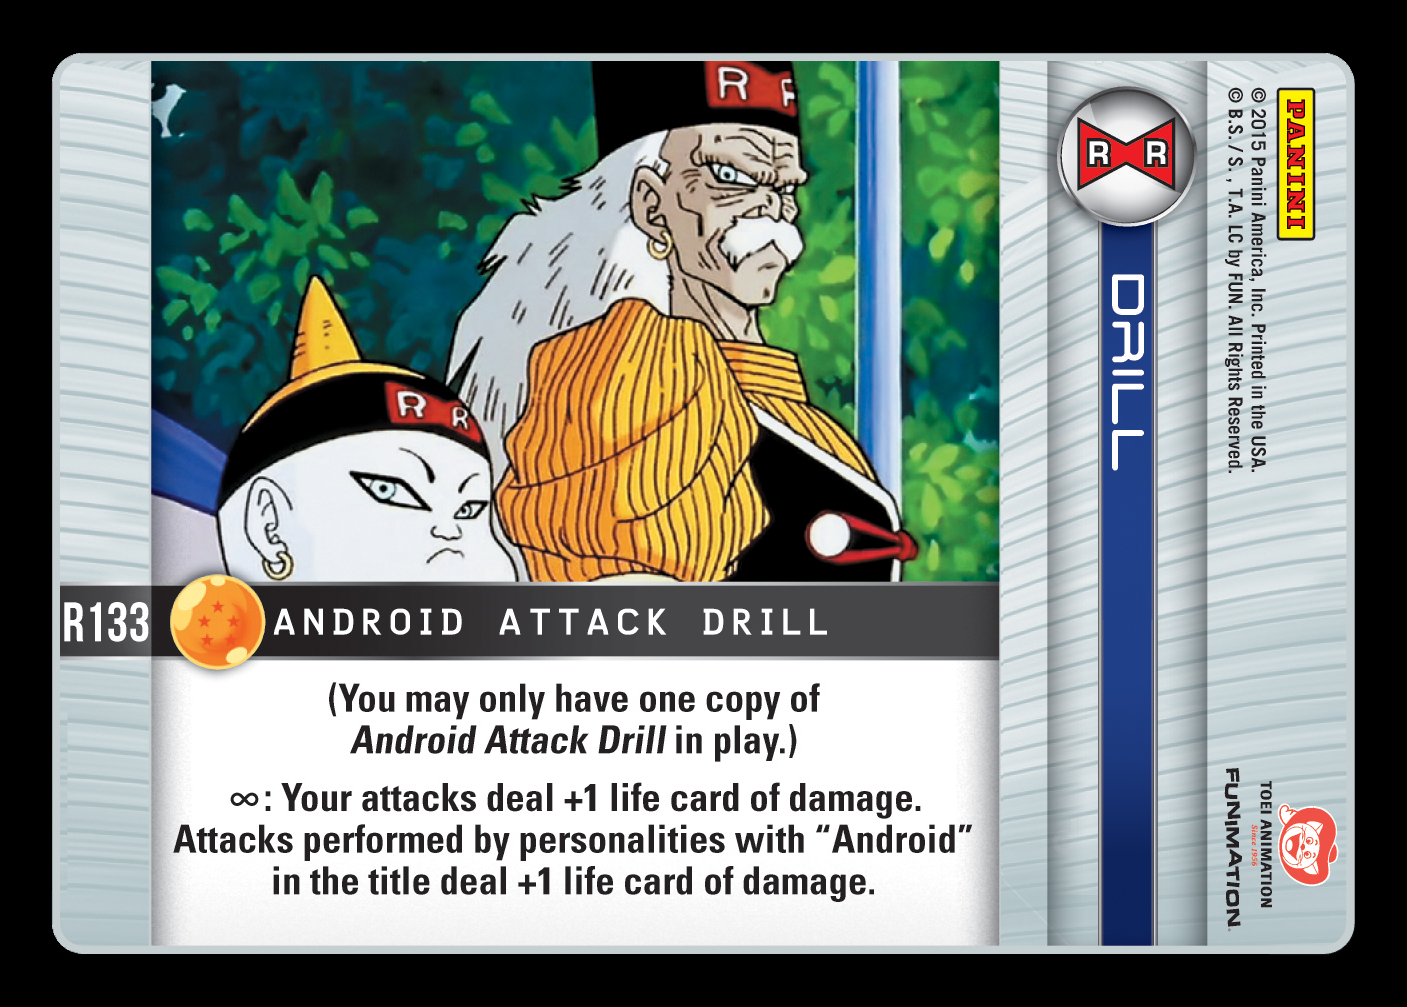 R R
R R
R133
ANDROID ATTACK DRILL
(You may only have one copy of
Android Attack Drill in play.)
∞: Your attacks deal +1 life card of damage.
Attacks performed by personalities with “Android”
in the title deal +1 life card of damage.
R R
DRILL
PANINI
© 2015 Panini America, Inc. Printed in the USA.
© B.S./ S. , T.A. LC by FUN. All Rights Reserved.
TOEI ANIMATION
Since 1956
FUNIMATION